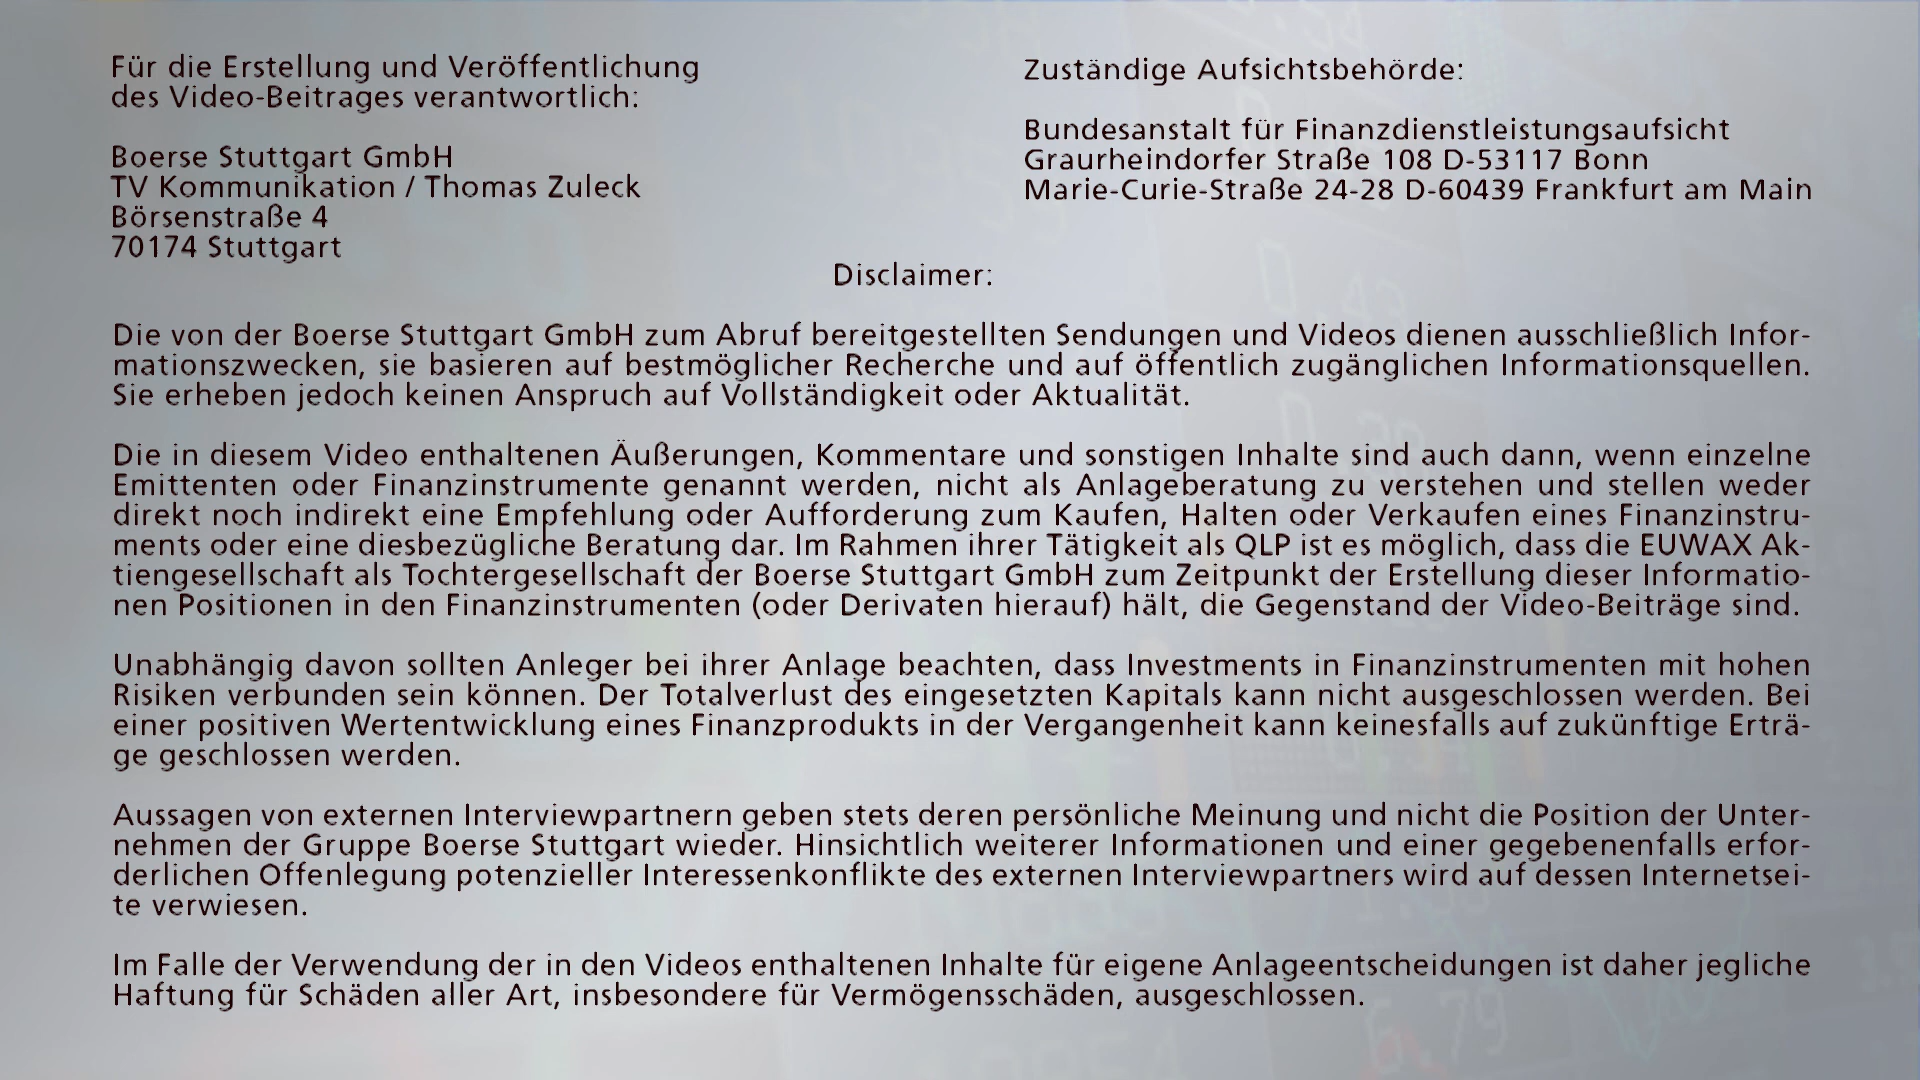 Für die Erstellung und Veröffentlichung
des Video-Beitrages verantwortlich:
Boerse Stuttgart GmbH
TV Kommunikation / Thomas Zuleck
Börsenstraße 4
70174 Stuttgart
Zuständige Aufsichtsbehörde:
Bundesanstalt für Finanzdienstleistungsaufsicht
Graurheindorfer Straße 108 D-53117 Bonn
Marie-Curie-Straße 24-28 D-60439 Frankfurt am Main
Disclaimer:
Die von der Boerse Stuttgart GmbH zum Abruf bereitgestellten Sendungen und Videos dienen ausschließlich Infor-
mationszwecken, sie basieren auf bestmöglicher Recherche und auf öffentlich zugänglichen Informationsquellen.
Sie erheben jedoch keinen Anspruch auf Vollständigkeit oder Aktualität.
Die in diesem Video enthaltenen Äußerungen, Kommentare und sonstigen Inhalte sind auch dann, wenn einzelne
Emittenten oder Finanzinstrumente genannt werden, nicht als Anlageberatung zu verstehen und stellen weder
direkt noch indirekt eine Empfehlung oder Aufforderung zum Kaufen, Halten oder Verkaufen eines Finanzinstru-
ments oder eine diesbezügliche Beratung dar. Im Rahmen ihrer Tätigkeit als QLP ist es möglich, dass die EUWAX Ak-
tiengesellschaft als Tochtergesellschaft der Boerse Stuttgart GmbH zum Zeitpunkt der Erstellung dieser Informatio-
nen Positionen in den Finanzinstrumenten (oder Derivaten hierauf) hält, die Gegenstand der Video-Beiträge sind.
Unabhängig davon sollten Anleger bei ihrer Anlage beachten, dass Investments in Finanzinstrumenten mit hohen
Risiken verbunden sein können. Der Totalverlust des eingesetzten Kapitals kann nicht ausgeschlossen werden. Bei
einer positiven Wertentwicklung eines Finanzprodukts in der Vergangenheit kann keinesfalls auf zukünftige Erträ-
ge geschlossen werden.
Aussagen von externen Interviewpartnern geben stets deren persönliche Meinung und nicht die Position der Unter-
nehmen der Gruppe Boerse Stuttgart wieder. Hinsichtlich weiterer Informationen und einer gegebenenfalls erfor-
derlichen Offenlegung potenzieller Interessenkonflikte des externen Interviewpartners wird auf dessen Internetsei-
te verwiesen.
Im Falle der Verwendung der in den Videos enthaltenen Inhalte für eigene Anlageentscheidungen ist daher jegliche
Haftung für Schäden aller Art, insbesondere für Vermögensschäden, ausgeschlossen.